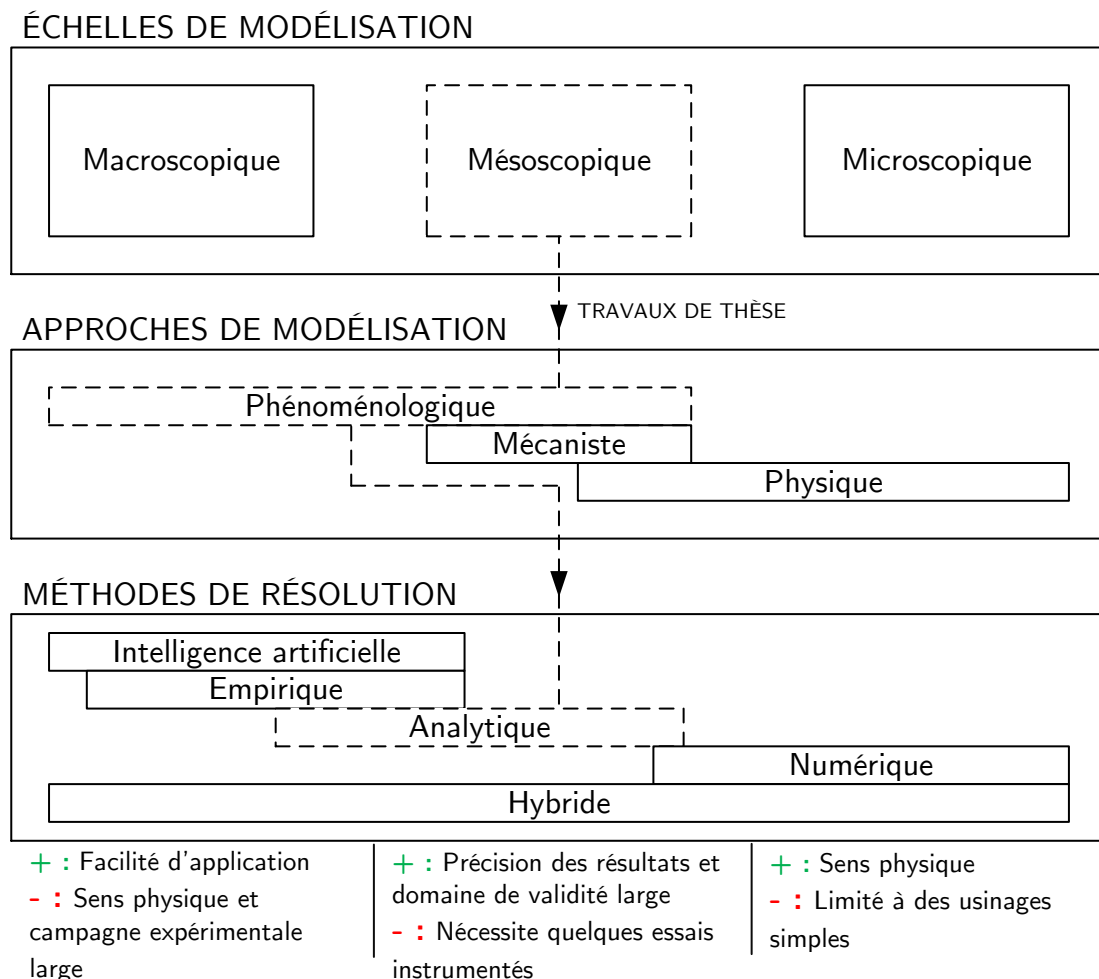 ÉCHELLES DE MODÉLISATION
Macroscopique
Mésoscopique
Microscopique
TRAVAUX DE THÈSE
APPROCHES DE MODÉLISATION
Phénoménologique
Mécaniste
Physique
MÉTHODES DE RÉSOLUTION
Intelligence artificielle
Empirique
Analytique
Numérique
Hybride
+ : Facilité d'application
- : Sens physique et
campagne expérimentale
large
+ : Précision des résultats et
domaine de validité large
- : Nécessite quelques essais
instrumentés
+ : Sens physique
- : Limité à des usinages
simples